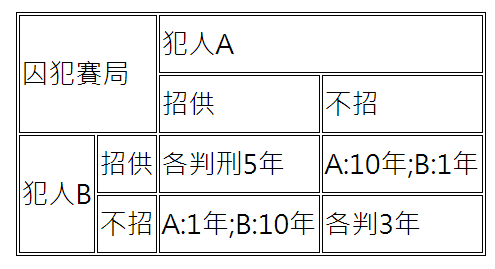 囚犯賽局
犯人A
招供
不招
犯人B
招供
各判刑5年
A:10年;B:1年
不招
A:1年;B:10年
各判3年